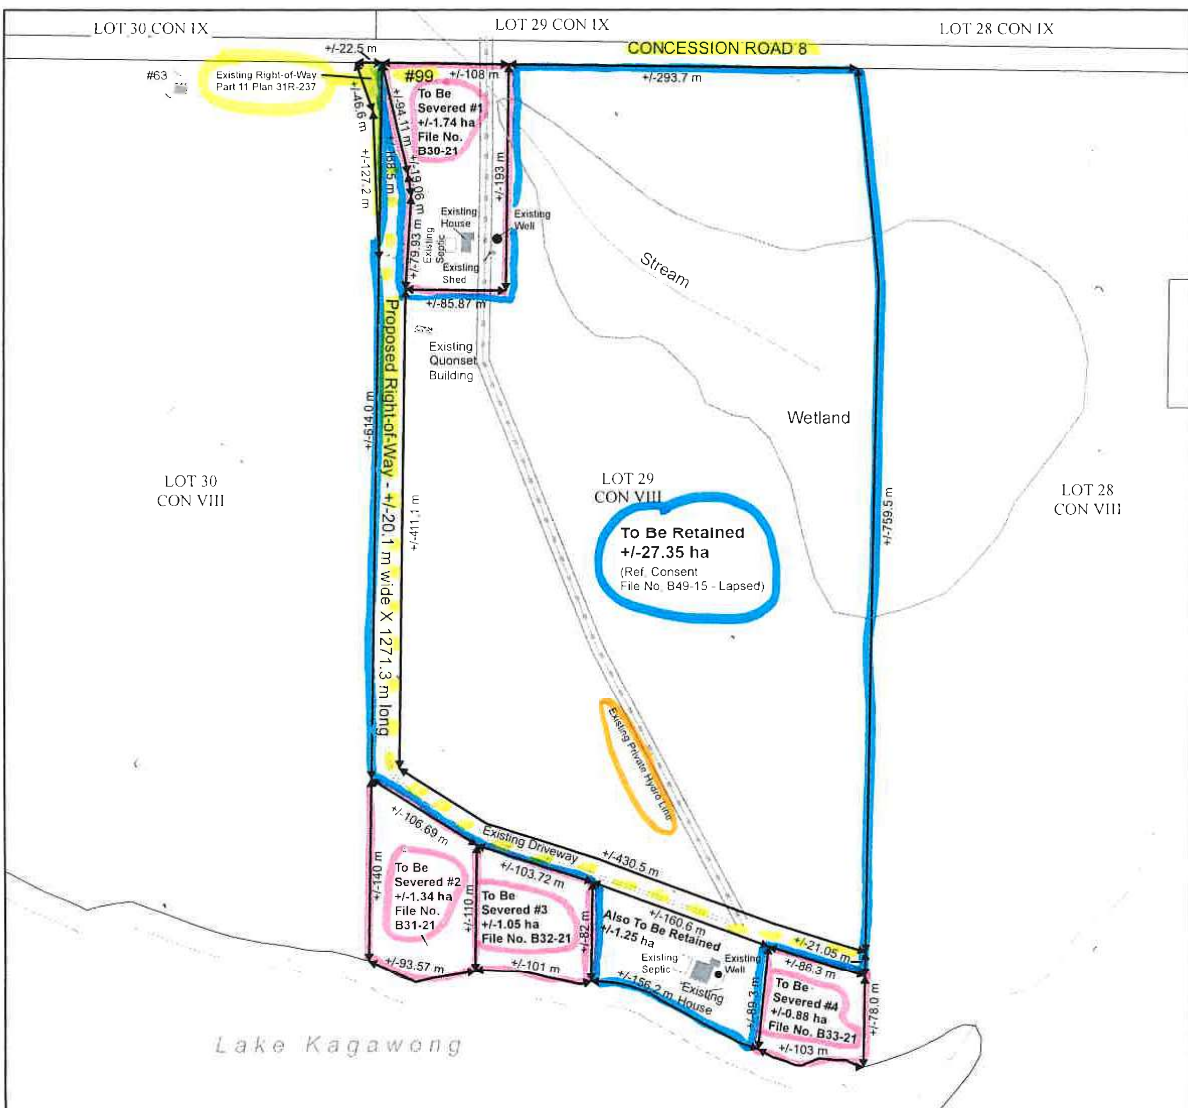 LOT 30 CON IX
LOT 29 CON IX
LOT 28 CON IX
CONCESSION ROAD 8
+/-22.5 m
#63
Existing Right-of-Way
Part 11 Plan 31R-237
#99
+/-108 m
+/-293.7 m
To Be
Severed #1
+/-1.74 ha
File No.
B30-21
+/-46.6 m
+/-94.11 m
+/-127.2 m
+/-19.06 m
+/-193 m
+/-79.93 m
Existing
House
Existing
Well
Existing
Septic
Existing
Shed
+/-85.87 m
Stream
Existing
Quonset
Building
Wetland
Proposed Right-of-Way - +/-20.1 m wide X 1271.3 m long
+/-411.1 m
+/-759.5 m
LOT 30
CON VIII
LOT 29
CON VIII
LOT 28
CON VIII
To Be Retained
+/-27.35 ha
(Ref. Consent
File No. B49-15 - Lapsed)
Existing Private Hydro Line
+/-106.69 m
Existing Driveway
+/-430.5 m
+/-103.72 m
+/-160.6 m
+/-21.05 m
+/-86.3 m
+/-140 m
To Be
Severed #2
+/-1.34 ha
File No.
B31-21
+/-110 m
To Be
Severed #3
+/-1.05 ha
File No. B32-21
+/-82 m
Also To Be Retained
+/-1.25 ha
Existing
Septic
Existing
Well
Existing
House
+/-156.2 m
+/-89.3 m
To Be
Severed #4
+/-0.88 ha
File No. B33-21
+/-78.0 m
+/-93.57 m
+/-101 m
+/-103 m
Lake Kagawong